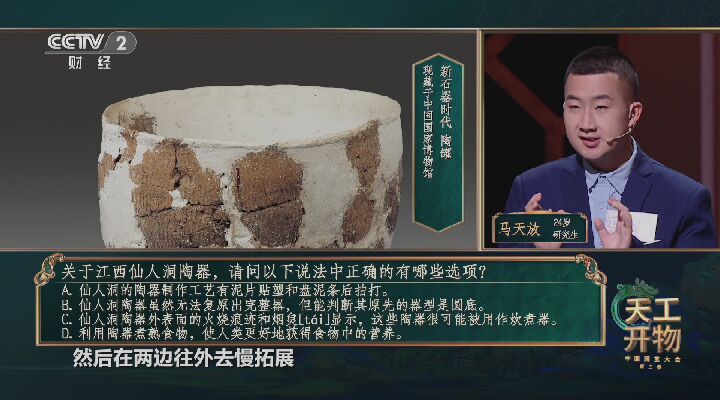 CCTV 2
财经
新石器时代 陶罐
现藏于中国国家博物馆
马天放
24岁
研究生
关于江西仙人洞陶器，请问以下说法中正确的有哪些选项？
A. 仙人洞的陶器制作工艺有泥片贴塑和盘泥条后拍打。
B. 仙人洞陶器虽然无法复原出完整器，但能判断其原先的器型是圜底。
C. 仙人洞陶器外表面的火烧痕迹和烟炱[tái]显示，这些陶器很可能被用作炊煮器。
D. 利用陶器煮熟食物，使人类更好地获得食物中的营养。
天工
开物
中国国宝大会
第二季
然后在两边往外去慢拓展